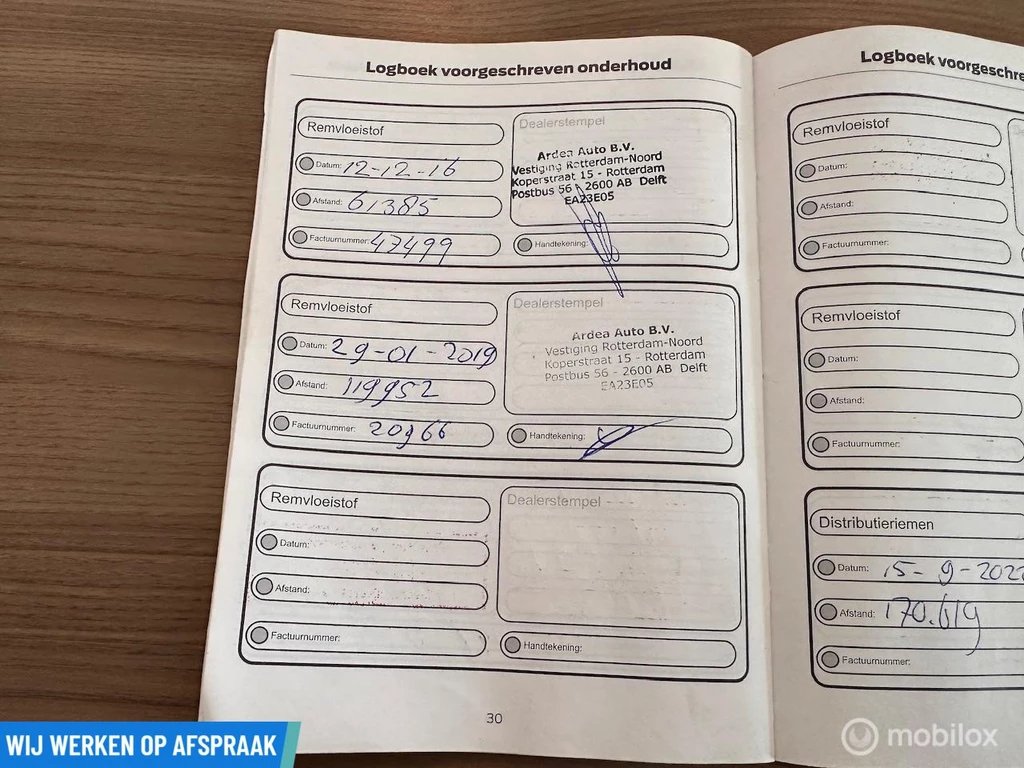 Logboek voorgeschreven onderhoud
Remvloeistof
Datum: 12-12-16
Afstand: 61385
Factuurnummer: 47499
Dealerstempel
Ardea Auto B.V.
Vestiging Rotterdam-Noord
Koperstraat 15 - Rotterdam
Postbus 56 - 2600 AB Delft
EA23E05
Handtekening:
Remvloeistof
Datum: 29-01-2019
Afstand: 119952
Factuurnummer: 20966
Dealerstempel
Ardea Auto B.V.
Vestiging Rotterdam-Noord
Koperstraat 15 - Rotterdam
Postbus 56 - 2600 AB Delft
EA23E05
Handtekening:
Remvloeistof
Datum:
Afstand:
Factuurnummer:
Dealerstempel
Handtekening:
30
Logboek voorgeschre
Remvloeistof
Datum:
Afstand:
Factuurnummer:
Remvloeistof
Datum:
Afstand:
Factuurnummer:
Distributieriemen
Datum: 15-9-202
Afstand: 170.619
Factuurnummer:
WIJ WERKEN OP AFSPRAAK
mobilox